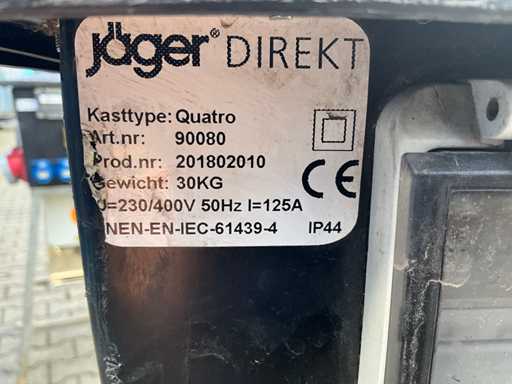 jäger® DIREKT
Kasttype: Quatro
Art.nr: 90080
Prod.nr: 201802010
Gewicht: 30KG
U=230/400V 50Hz I=125A
NEN-EN-IEC-61439-4 IP44
CE